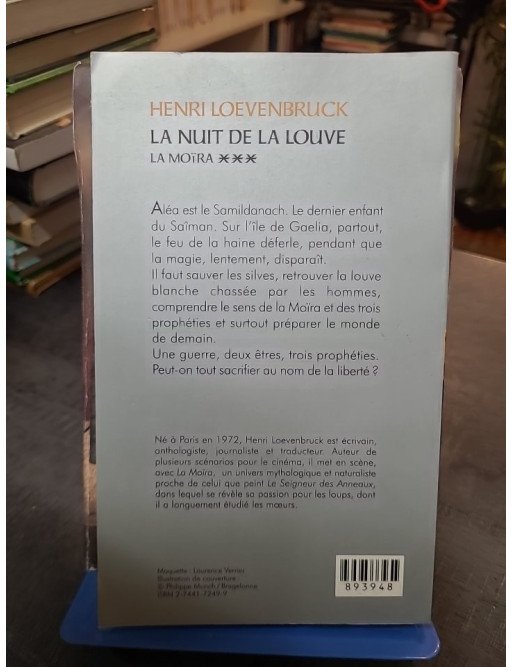 HENRI LOEVENBRUCK
LA NUIT DE LA LOUVE
LA MOÏRA ***
Aléa est le Samildanach. Le dernier enfant
du Saîman. Sur l'île de Gaelia, partout,
le feu de la haine déferle, pendant que
la magie, lentement, disparaît.
Il faut sauver les silves, retrouver la louve
blanche chassée par les hommes,
comprendre le sens de la Moïra et des trois
prophéties et surtout préparer le monde
de demain.
Une guerre, deux êtres, trois prophéties.
Peut-on tout sacrifier au nom de la liberté ?
Né à Paris en 1972, Henri Loevenbruck est écrivain,
anthologiste, journaliste et traducteur. Auteur de
plusieurs scénarios pour le cinéma, il met en scène,
avec La Moïra, un univers mythologique et naturaliste
proche de celui que peint Le Seigneur des Anneaux,
dans lequel se révèle sa passion pour les loups, dont
il a longuement étudié les mœurs.
Maquette : Laurence Verrier
Illustration de couverture
© Philippe Munch / Bragelonne
ISBN 2-7441-7249-9
893948